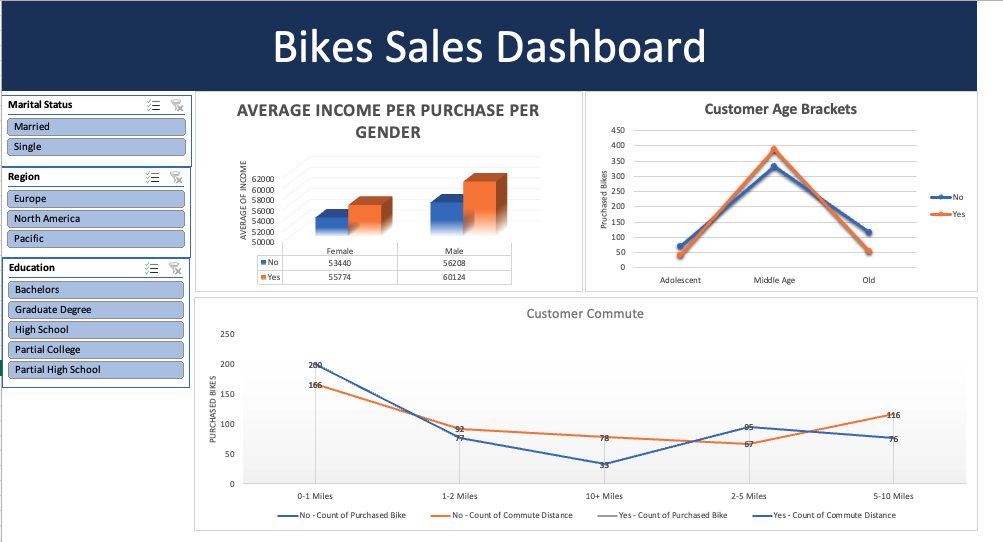 Bikes Sales Dashboard
Marital Status
Married
Single
Region
Europe
North America
Pacific
Education
Bachelors
Graduate Degree
High School
Partial College
Partial High School
AVERAGE INCOME PER PURCHASE PER
GENDER
AVERAGE OF INCOME
62000
60000
58000
56000
54000
52000
50000
Female Male
No 53440 56208
Yes 55774 60124
Customer Age Brackets
Pruchased Bikes
450
400
350
300
250
200
150
100
50
0
Adolescent Middle Age Old
No
Yes
Customer Commute
PURCHASED BIKES
250
200
150
100
50
0
200
166
92
77
78
33
95
67
116
76
0-1 Miles 1-2 Miles 10+ Miles 2-5 Miles 5-10 Miles
No - Count of Purchased Bike No - Count of Commute Distance Yes - Count of Purchased Bike Yes - Count of Commute Distance